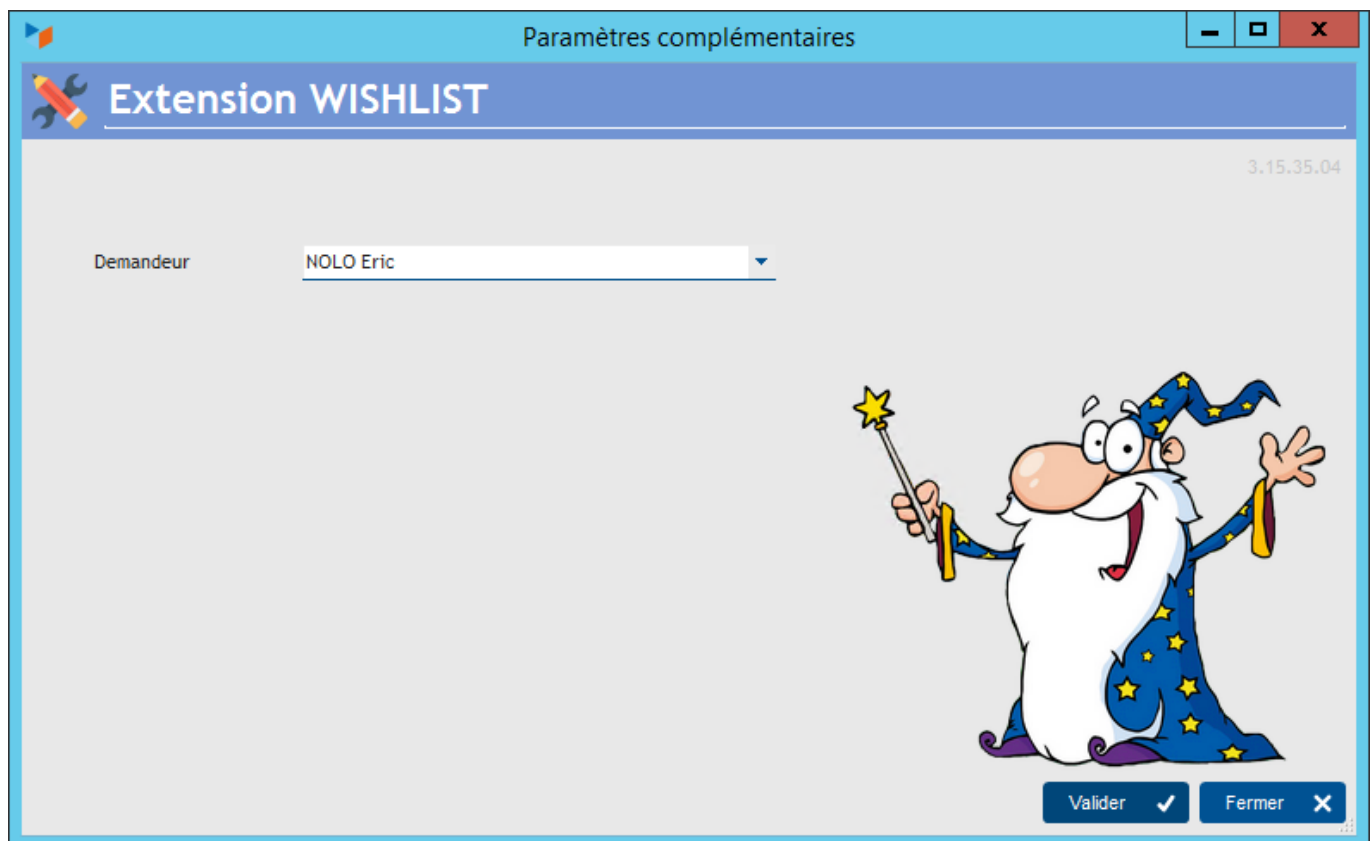 Paramètres complémentaires
Extension WISHLIST
3.15.35.04
Demandeur NOLO Eric
Valider Fermer